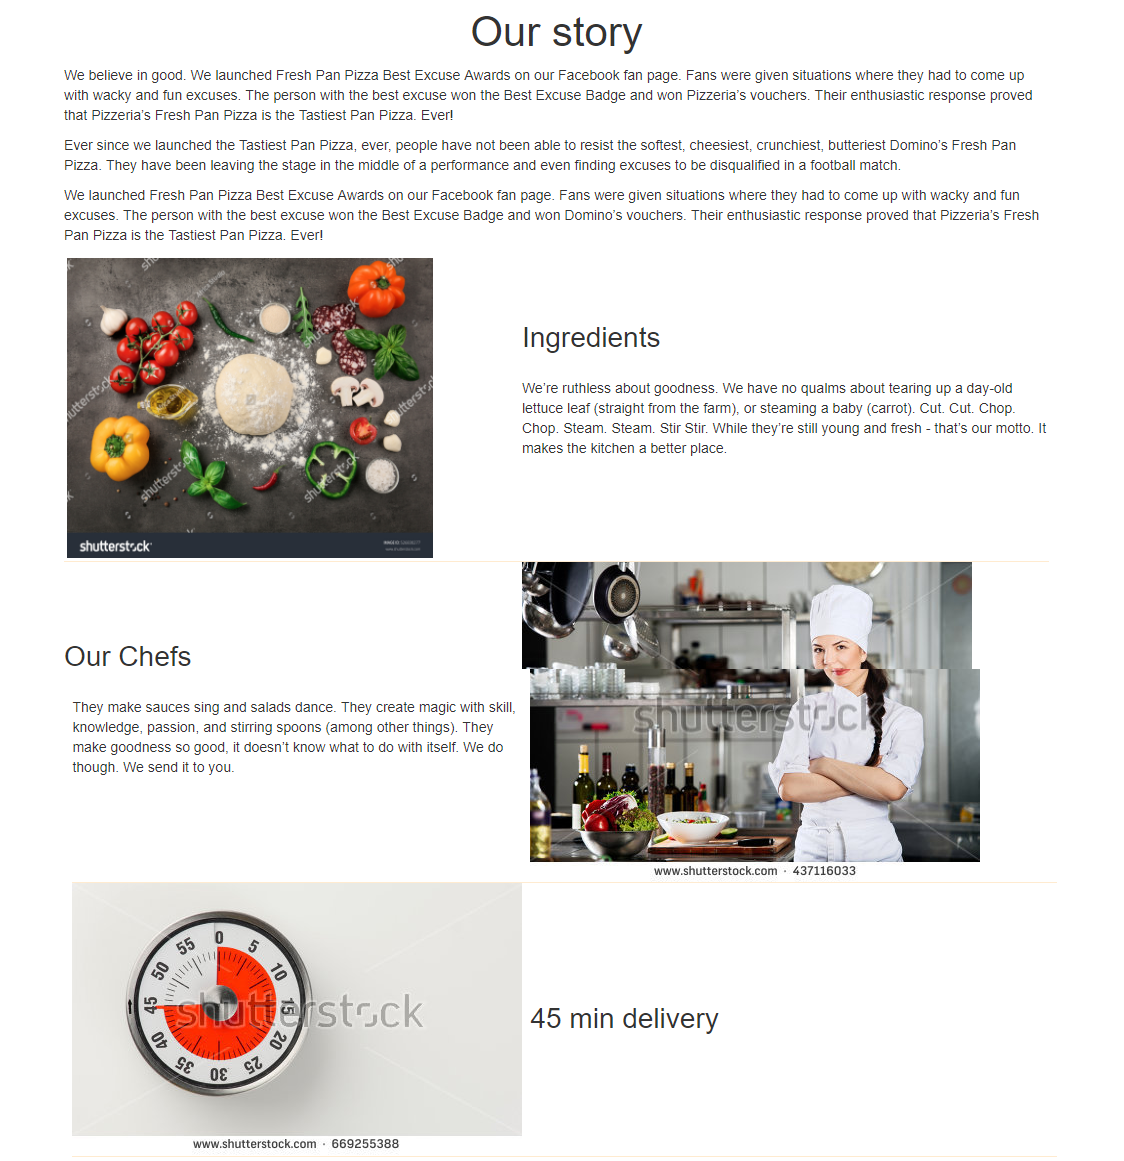 Our story
We believe in good. We launched Fresh Pan Pizza Best Excuse Awards on our Facebook fan page. Fans were given situations where they had to come up
with wacky and fun excuses. The person with the best excuse won the Best Excuse Badge and won Pizzeria's vouchers. Their enthusiastic response proved
that Pizzeria's Fresh Pan Pizza is the Tastiest Pan Pizza. Ever!
Ever since we launched the Tastiest Pan Pizza, ever, people have not been able to resist the softest, cheesiest, crunchiest, butteriest Domino's Fresh Pan
Pizza. They have been leaving the stage in the middle of a performance and even finding excuses to be disqualified in a football match.
We launched Fresh Pan Pizza Best Excuse Awards on our Facebook fan page. Fans were given situations where they had to come up with wacky and fun
excuses. The person with the best excuse won the Best Excuse Badge and won Domino's vouchers. Their enthusiastic response proved that Pizzeria's Fresh
Pan Pizza is the Tastiest Pan Pizza. Ever!
shutterstock
Ingredients
We're ruthless about goodness. We have no qualms about tearing up a day-old
lettuce leaf (straight from the farm), or steaming a baby (carrot). Cut. Cut. Chop.
Chop. Steam. Steam. Stir Stir. While they're still young and fresh - that's our motto. It
makes the kitchen a better place.
Our Chefs
They make sauces sing and salads dance. They create magic with skill,
knowledge, passion, and stirring spoons (among other things). They
make goodness so good, it doesn't know what to do with itself. We do
though. We send it to you.
shutterstock
www.shutterstock.com · 437116033
0
5
10
15
20
25
30
35
40
45
50
55
shutterstock
www.shutterstock.com · 669255388
45 min delivery